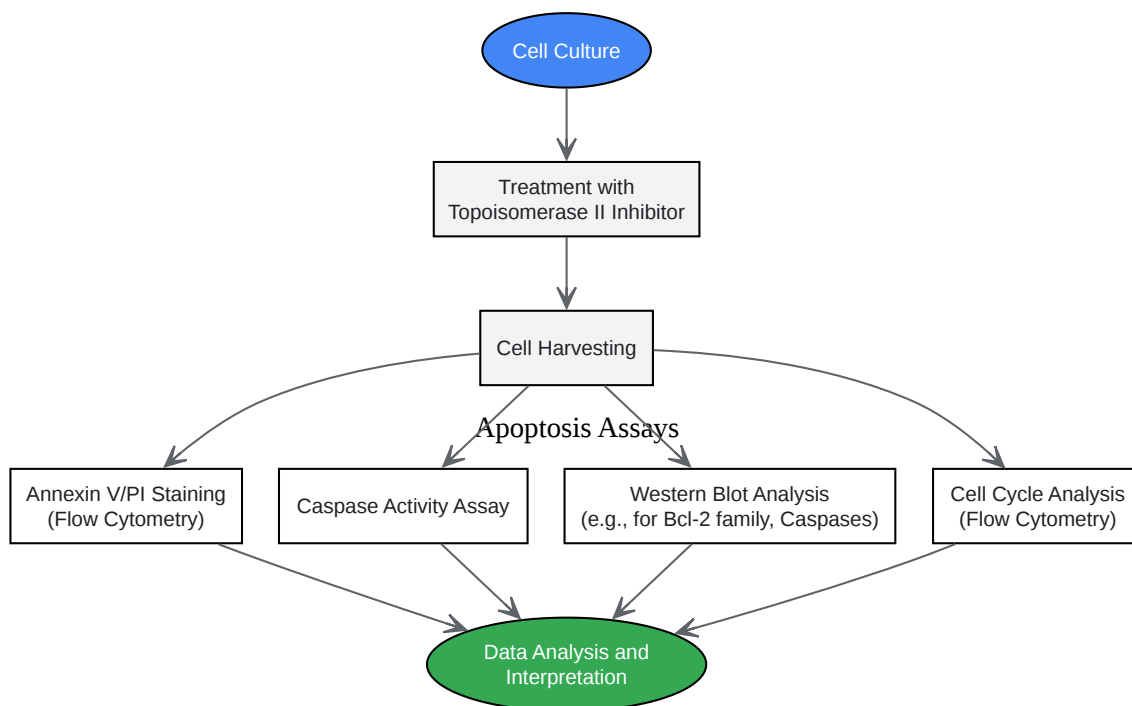 Cell Culture
Treatment with
Topoisomerase II Inhibitor
Cell Harvesting
Apoptosis Assays
Annexin V/PI Staining
(Flow Cytometry)
Caspase Activity Assay
Western Blot Analysis
(e.g., for Bcl-2 family, Caspases)
Cell Cycle Analysis
(Flow Cytometry)
Data Analysis and
Interpretation